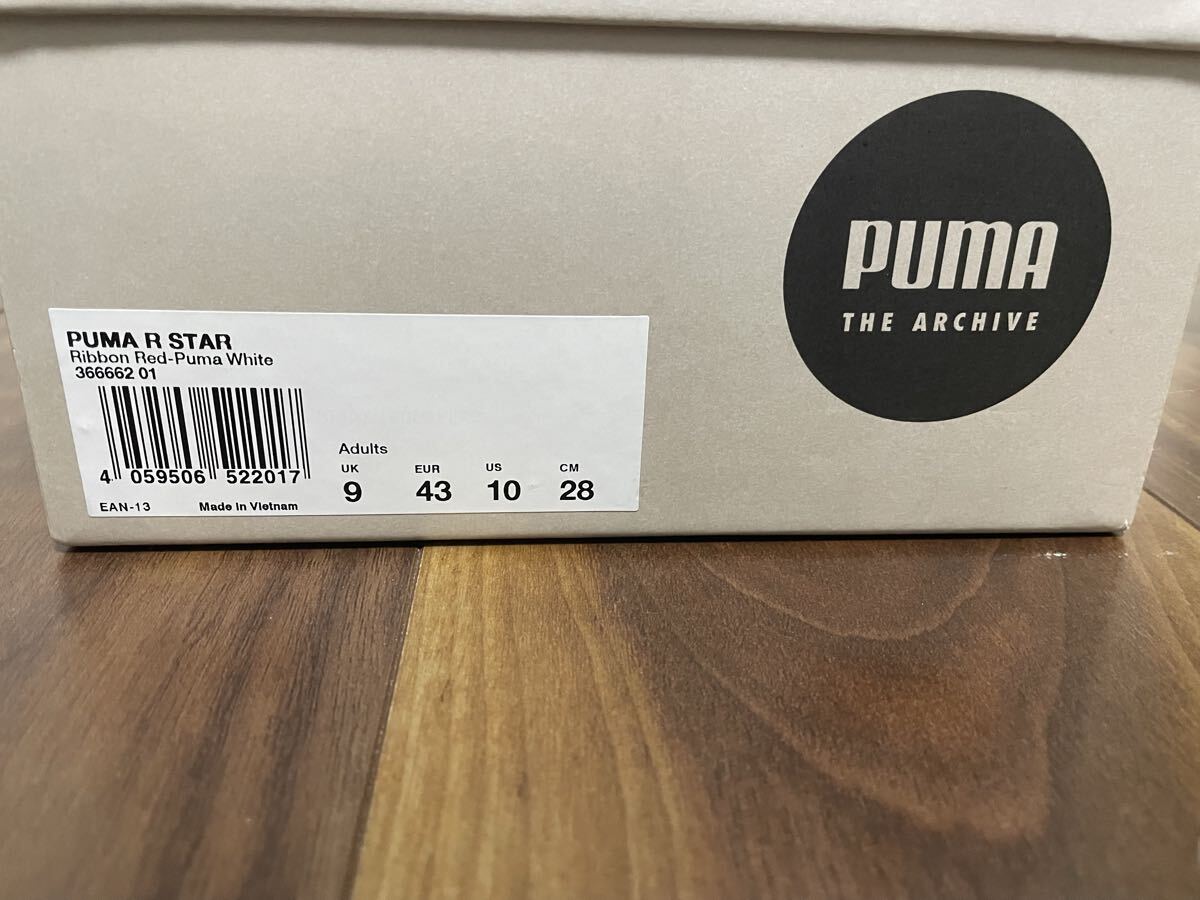 PUMA
THE ARCHIVE
PUMA R STAR
Ribbon Red-Puma White
366662 01
4 059506 522017
EAN-13 Made in Vietnam
Adults
UK EUR US CM
9 43 10 28